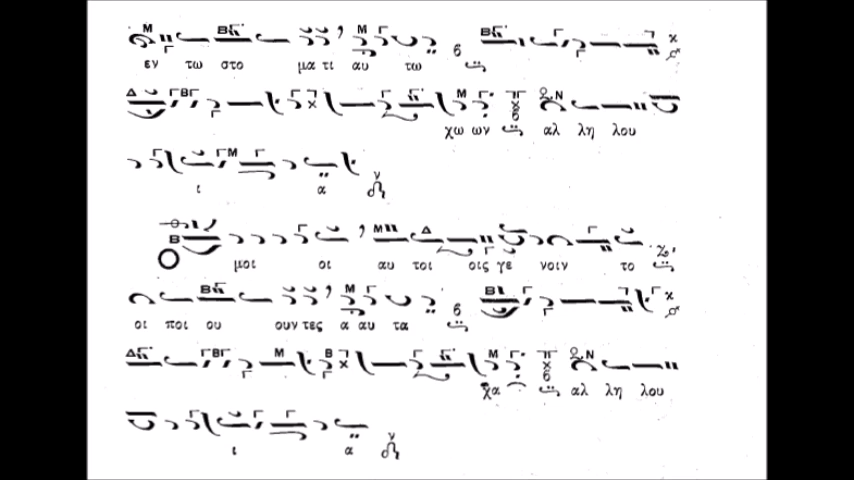 εν τω στο μα τι αυ τω
χω ων αλ λη λου
ι α
μοι οι αυ τοι οις γε νοιν το
οι ποι ου ουν τες α αυ τα
χα αλ λη λου
ι α